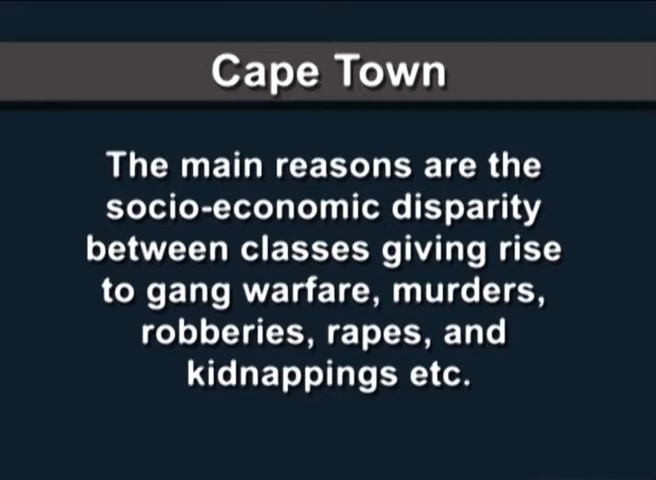 Cape Town
The main reasons are the
socio-economic disparity
between classes giving rise
to gang warfare, murders,
robberies, rapes, and
kidnappings etc.